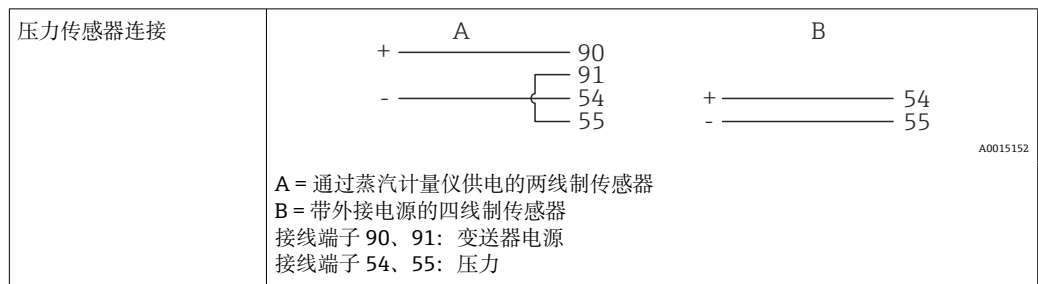 压力传感器连接
A
B
+ 90
91
- 54
55
+ 54
- 55
A0015152
A = 通过蒸汽计量仪供电的两线制传感器
B = 带外接电源的四线制传感器
接线端子 90、91：变送器电源
接线端子 54、55：压力